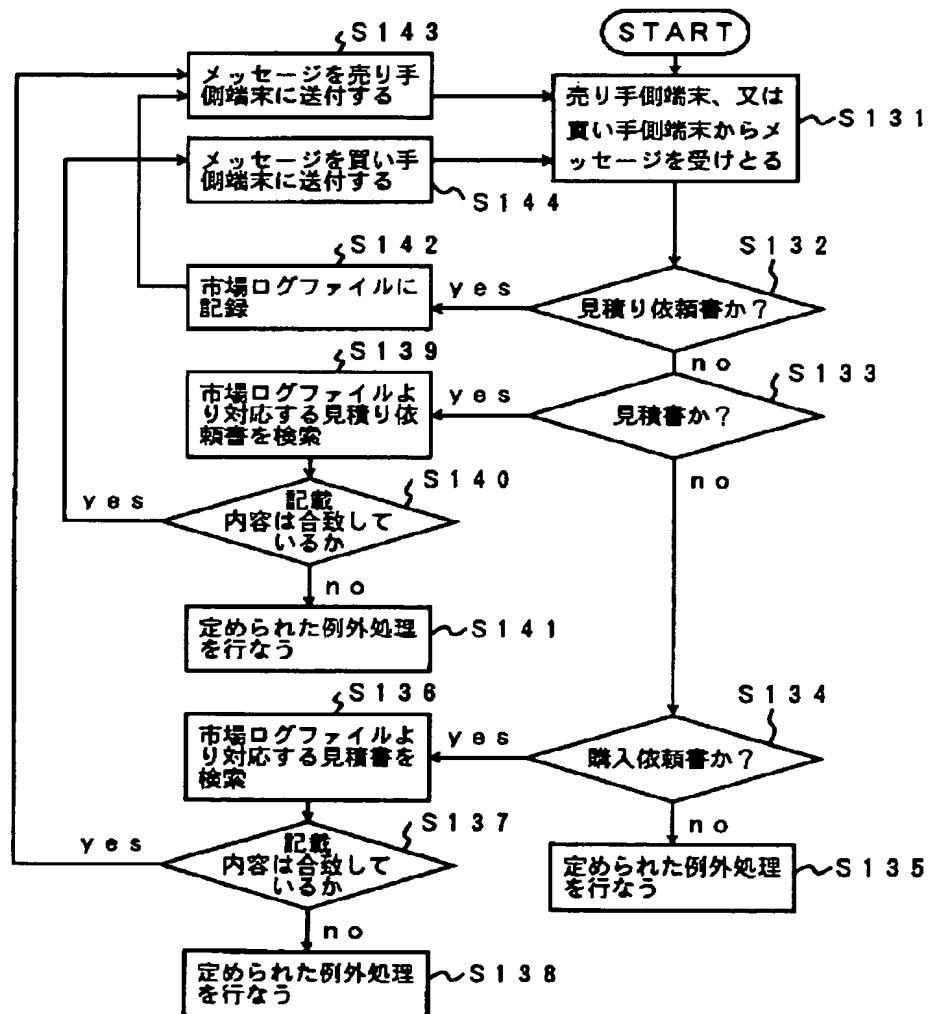 START
S143
メッセージを売り手
側端末に送付する
売り手側端末、又は
買い手側端末からメ
ッセージを受けとる
S131
メッセージを買い手
側端末に送付する
S144
S142
市場ログファイルに
記録
yes
S132
見積り依頼書か？
no
S139
市場ログファイルよ
り対応する見積り依
頼書を検索
yes
S133
見積書か？
no
yes
S140
記載
内容は合致して
いるか
no
定められた例外処理
を行なう
S141
S136
市場ログファイルよ
り対応する見積書を
検索
yes
S134
購入依頼書か？
no
yes
S137
記載
内容は合致して
いるか
no
定められた例外処理
を行なう
S135
定められた例外処理
を行なう
S138